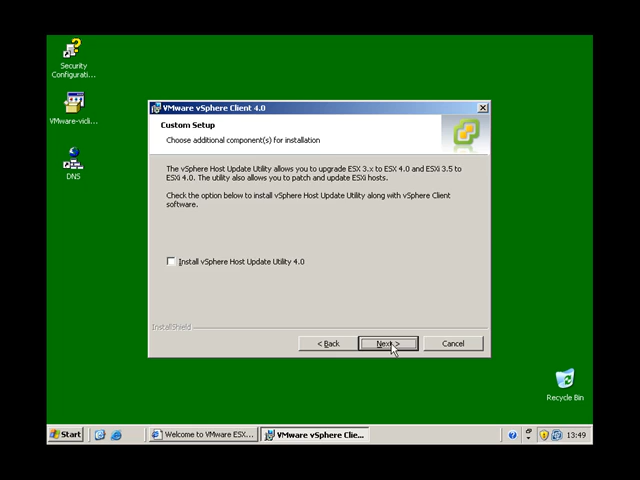 Security
Configurati...
VMware-vicli...
DNS
VMware vSphere Client 4.0
Custom Setup
Choose additional component(s) for installation
The vSphere Host Update Utility allows you to upgrade ESX 3.x to ESX 4.0 and ESXi 3.5 to
ESXi 4.0. The utility also allows you to patch and update ESXi hosts.
Check the option below to install vSphere Host Update Utility along with vSphere Client
software.
Install vSphere Host Update Utility 4.0
InstallShield
< Back
Next >
Cancel
Recycle Bin
Start
Welcome to VMware ESX...
VMware vSphere Clie...
13:49